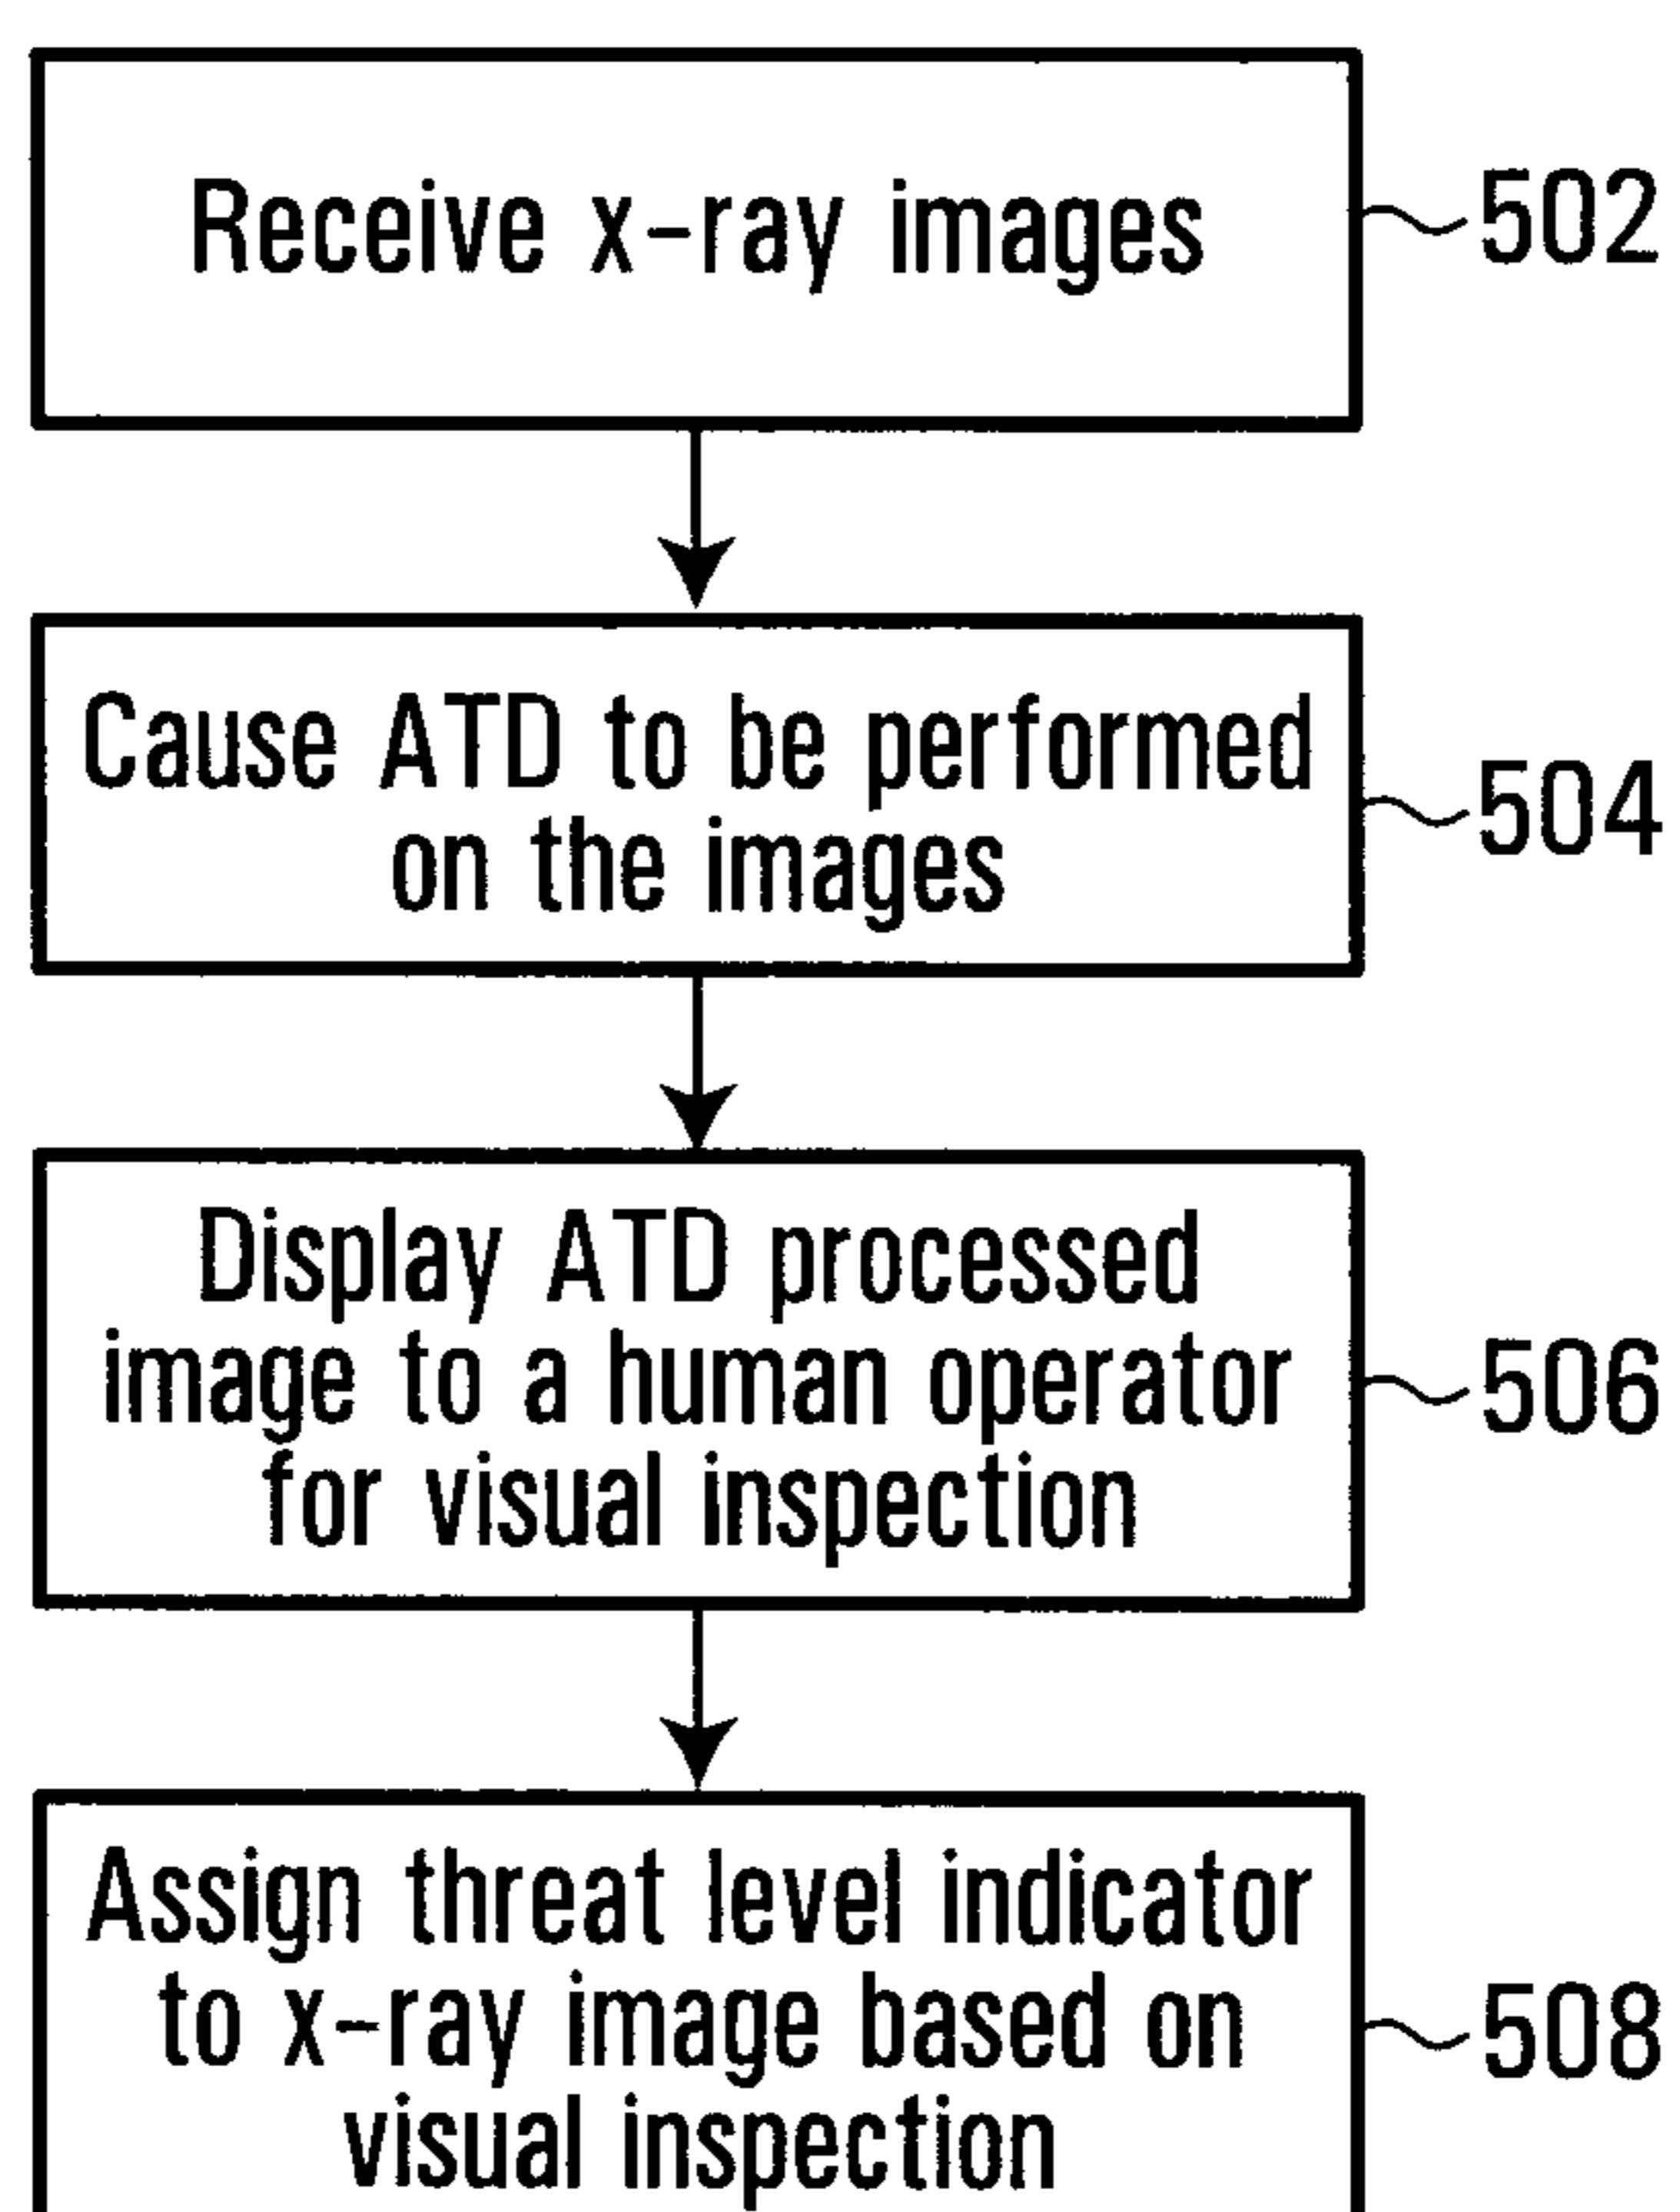 Receive x-ray images
502
Cause ATD to be performed
on the images
504
Display ATD processed
image to a human operator
for visual inspection
506
Assign threat level indicator
to x-ray image based on
visual inspection
508